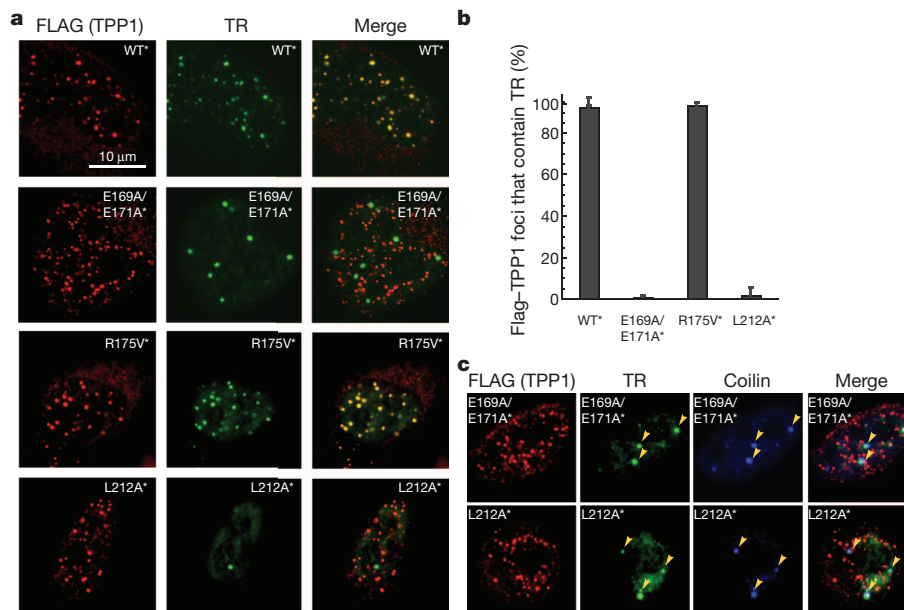 a
FLAG (TPP1) TR Merge
WT* WT*
10 μm
E169A/ E169A/ E169A/
E171A* E171A* E171A*
R175V* R175V*
L212A* L212A* L212A*
b
Flag–TPP1 foci that contain TR (%)
100
80
60
40
20
0
WT* E169A/ R175V* L212A*
E171A*
c
FLAG (TPP1) TR Coilin Merge
E169A/ E169A/ E169A/ E169A/
E171A* E171A* E171A* E171A*
L212A* L212A* L212A* L212A*